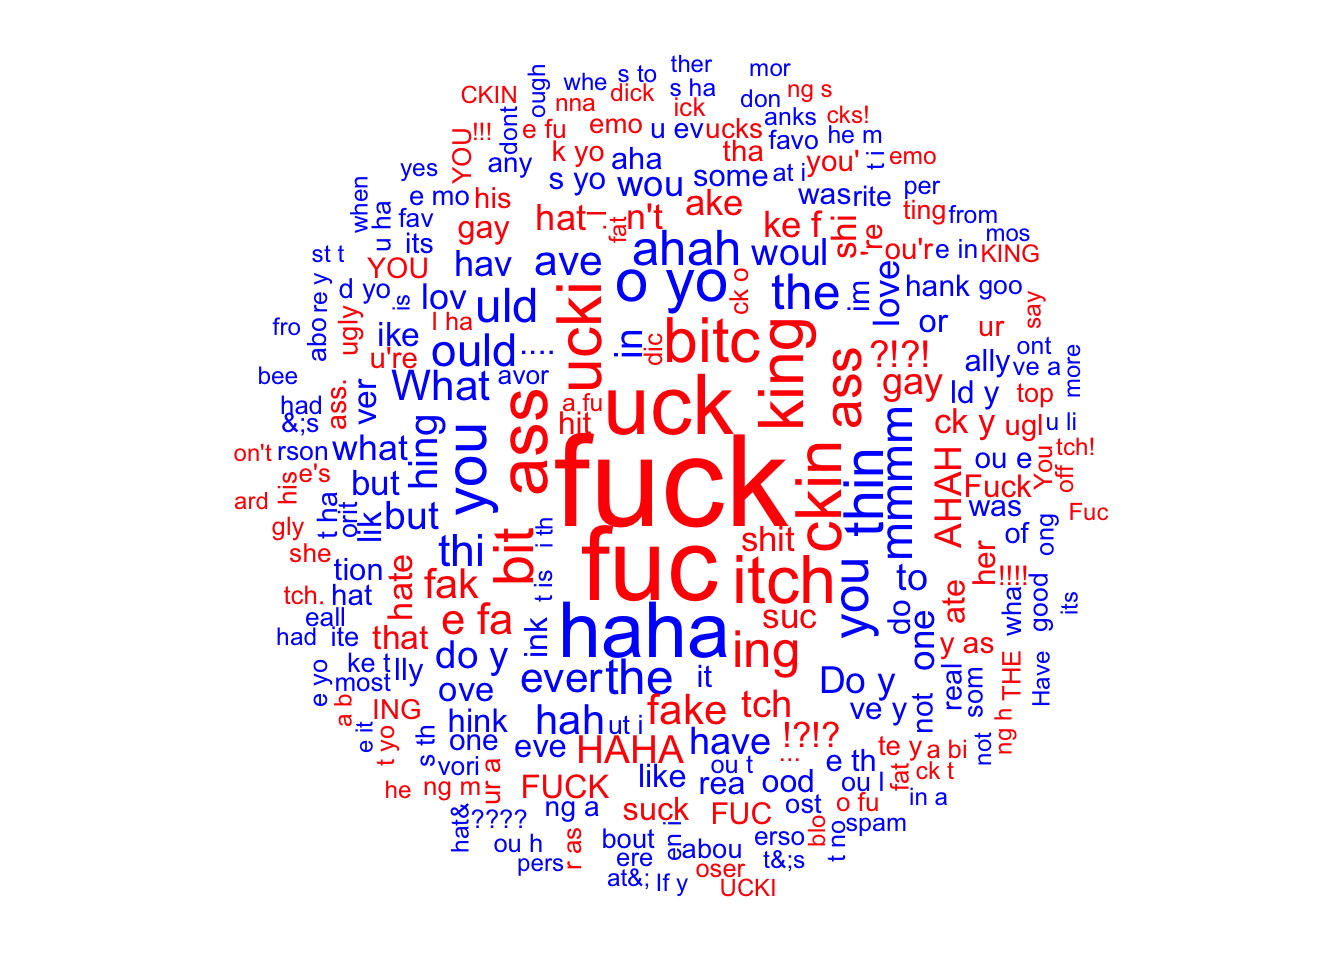 ther
mor
s to
whe
s ha
ng s
CKIN
ough
nna
dick
ick
don
anks
cks!
YOU
!!!
dont
e fu
emo
u ev
ucks
favo
he m
k yo
aha
tha
you'
t i
emo
yes
any
s yo
wou
some
at i
was
rite
per
when
e mo
his
ake
ting
from
u ha
fav
gay
hat
I
fat
n't
ke f
shi
're
ou'r
e in
mos
KING
st t
its
YOU
hav
ave
ahah
woul
re y
d yo
is
lov
uld
ucki
o yo
ck o
the
im
love
hank
goo
fro
abo
ugly
ike
I ha
ould
....
in
dic
bitc
king
or
ur
say
u're
What
avor
ass
?!?!
gay
ally
ont
ve a
more
bee
had
&;s
ass.
ver
a fu
hit
uck
ld y
top
ck y
ugl
u li
on't
rson
what
hing
you
ass
fuck
ckin
thin
mmmm
AHAH
ou e
You
off
tch!
e's
his
but
ard
Fuck
was
Fuc
t ha
orit
lik
but
gly
she
thi
bit
i th
fuc
shit
of
ong
her
tion
hate
fak
t is
itch
you
to
!!!!
tch.
hat
eall
e fa
haha
suc
do
one
ate
wha
good
its
had
ite
that
do y
ink
ing
y as
e yo
ke t
lly
most
ove
ever
the
it
Do y
real
som
THE
Have
a b
ING
hink
hah
ut i
fake
tch
ve y
not
ng h
e it
t yo
s th
one
eve
HAHA
have
!?!?
...
te y
a bi
not
vori
like
ou t
e th
he
ng m
ur a
FUCK
rea
ood
ou l
fat
ck t
in a
hat&
????
ng a
suck
FUC
ost
o fu
ou h
r as
bout
en i
abou
erso
blo
t no
spam
pers
ere
at&;
If y
oser
t&;s
UCKI